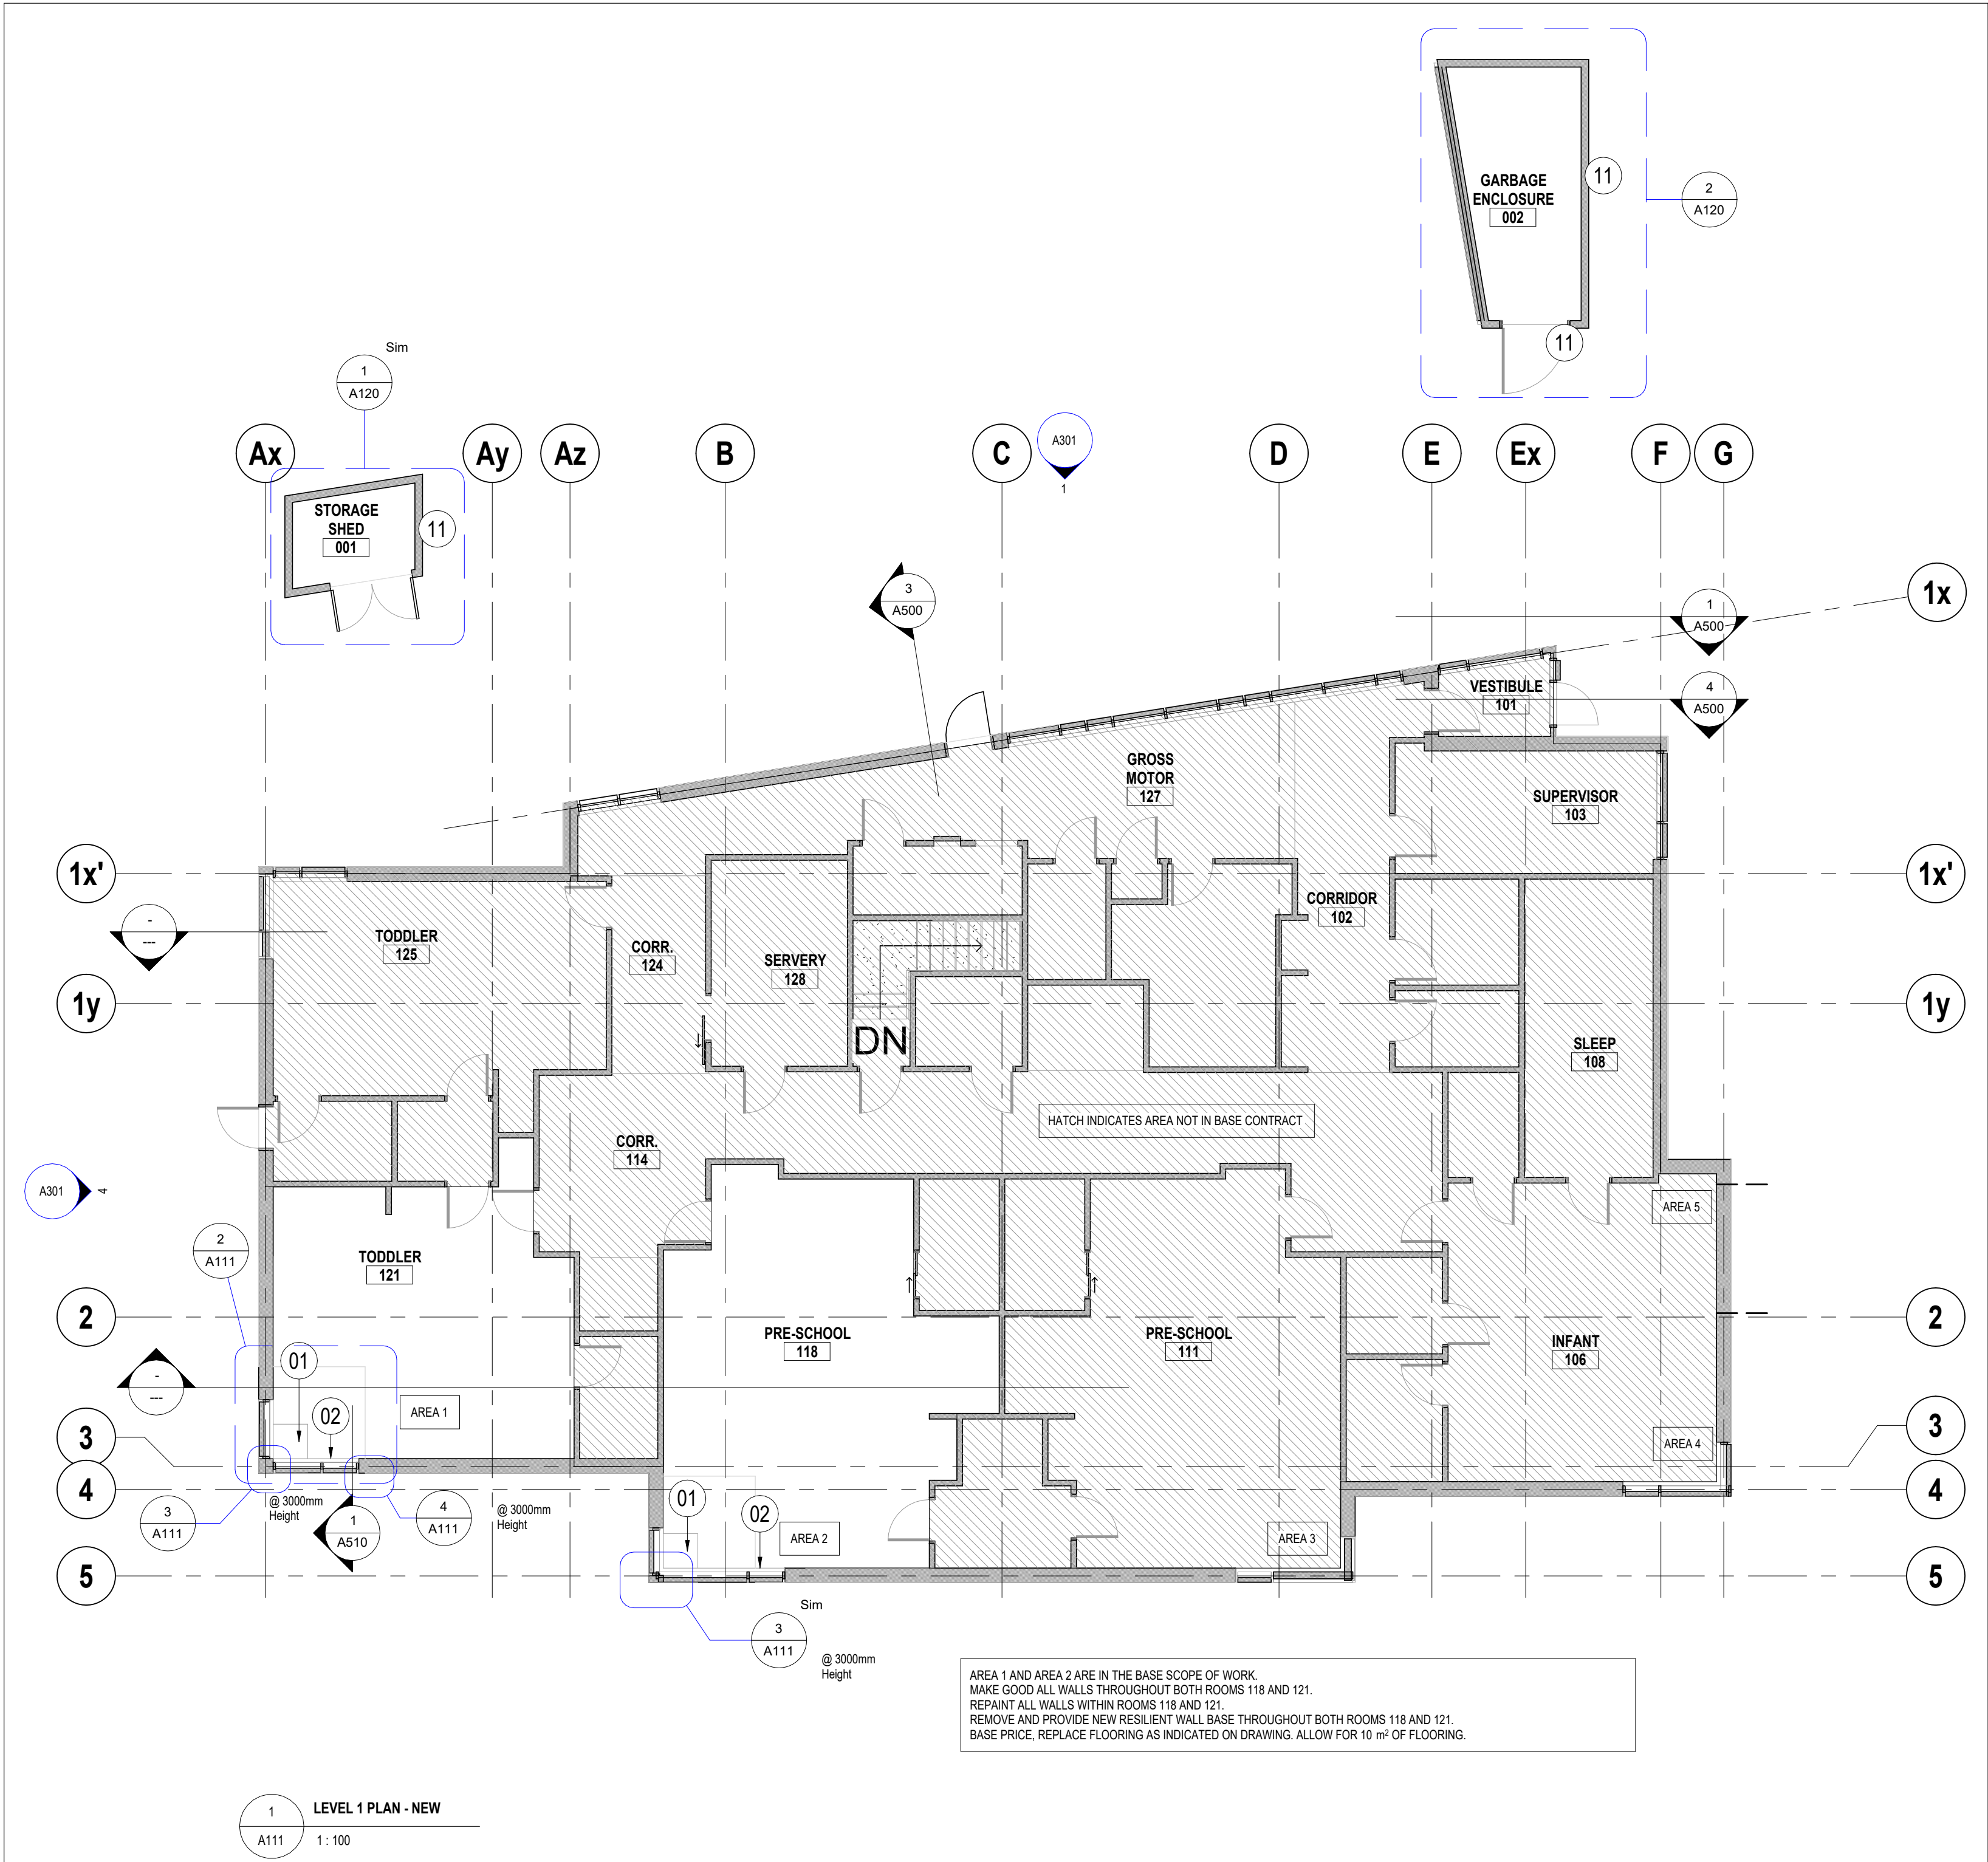 GARBAGE
ENCLOSURE
002
11
11
2
A120
Sim
1
A120
Ax
Ay
Az
B
C
A301
1
D
E
Ex
F
G
STORAGE
SHED
001
11
3
A500
1
A500
1x
VESTIBULE
101
4
A500
GROSS
MOTOR
127
SUPERVISOR
103
1x'
1x'
CORRIDOR
102
-
---
TODDLER
125
CORR.
124
SERVERY
128
1y
1y
DN
SLEEP
108
HATCH INDICATES AREA NOT IN BASE CONTRACT
CORR.
114
A301
4
AREA 5
2
A111
TODDLER
121
2
2
PRE-SCHOOL
118
PRE-SCHOOL
111
INFANT
106
-
---
01
02
AREA 1
3
3
AREA 4
4
4
@ 3000mm
Height
3
A111
1
A510
4
A111
@ 3000mm
Height
01
02
AREA 2
AREA 3
5
5
Sim
3
A111
@ 3000mm
Height
AREA 1 AND AREA 2 ARE IN THE BASE SCOPE OF WORK.
MAKE GOOD ALL WALLS THROUGHOUT BOTH ROOMS 118 AND 121.
REPAINT ALL WALLS WITHIN ROOMS 118 AND 121.
REMOVE AND PROVIDE NEW RESILIENT WALL BASE THROUGHOUT BOTH ROOMS 118 AND 121.
BASE PRICE, REPLACE FLOORING AS INDICATED ON DRAWING. ALLOW FOR 10 m² OF FLOORING.
1
A111
LEVEL 1 PLAN - NEW
1 : 100